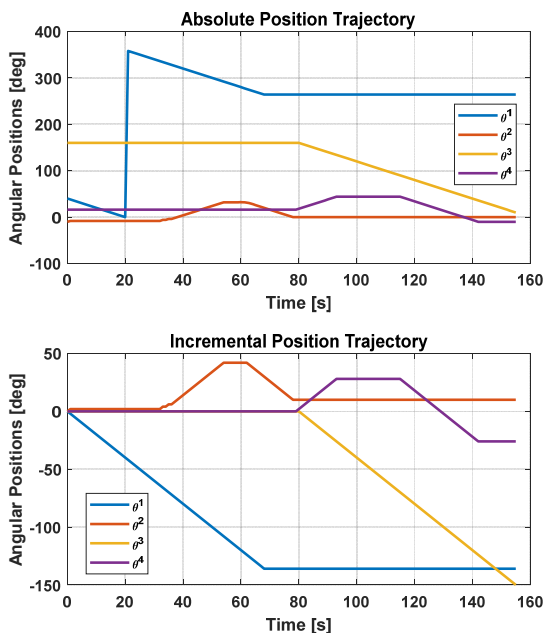 Absolute Position Trajectory
Angular Positions [deg]
400
300
200
100
0
-100
θ¹
θ²
θ³
θ⁴
0 20 40 60 80 100 120 140 160
Time [s]
Incremental Position Trajectory
Angular Positions [deg]
50
0
-50
-100
-150
θ¹
θ²
θ³
θ⁴
0 20 40 60 80 100 120 140 160
Time [s]